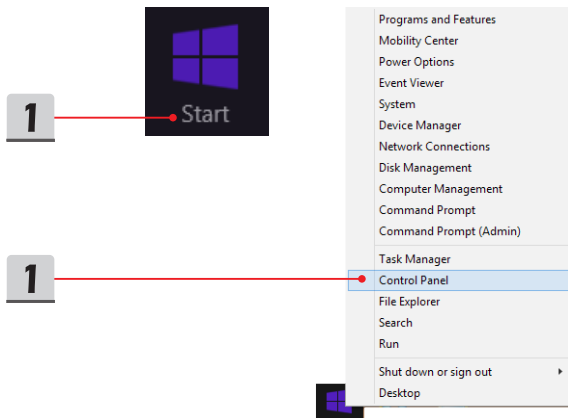 1
Start
Programs and Features
Mobility Center
Power Options
Event Viewer
System
Device Manager
Network Connections
Disk Management
Computer Management
Command Prompt
Command Prompt (Admin)
Task Manager
1
Control Panel
File Explorer
Search
Run
Shut down or sign out
Desktop